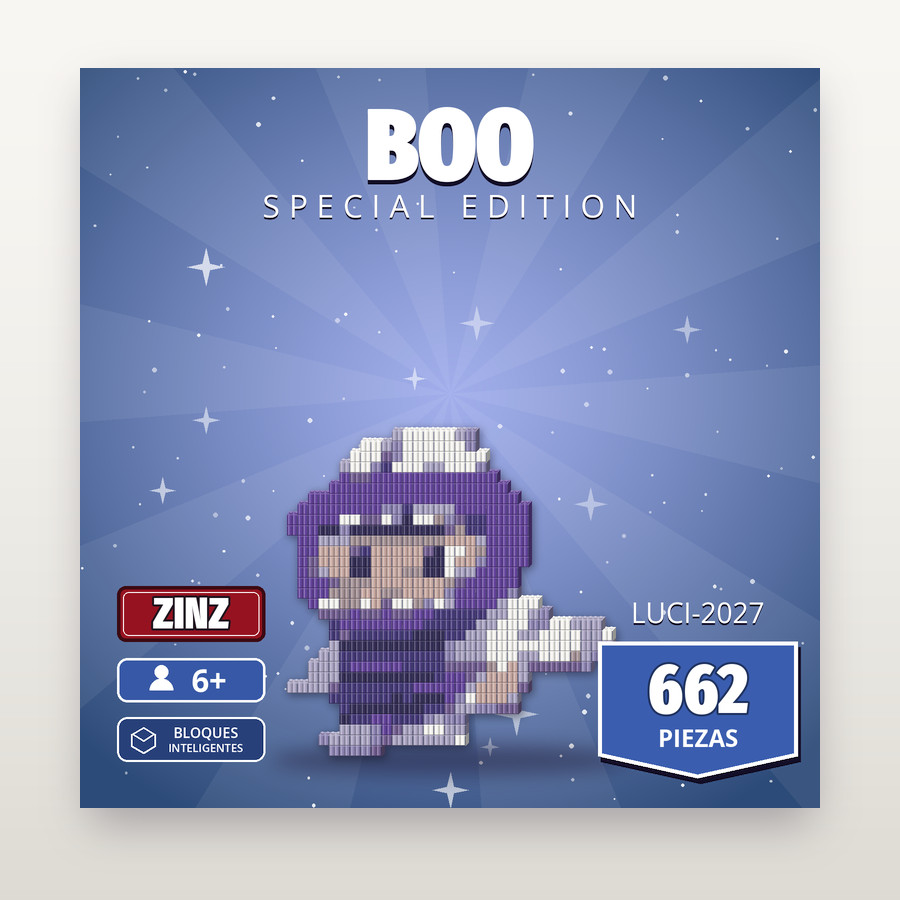 BOO
SPECIAL EDITION
ZINZ
6+
BLOQUES
INTELIGENTES
LUCI-2027
662
PIEZAS